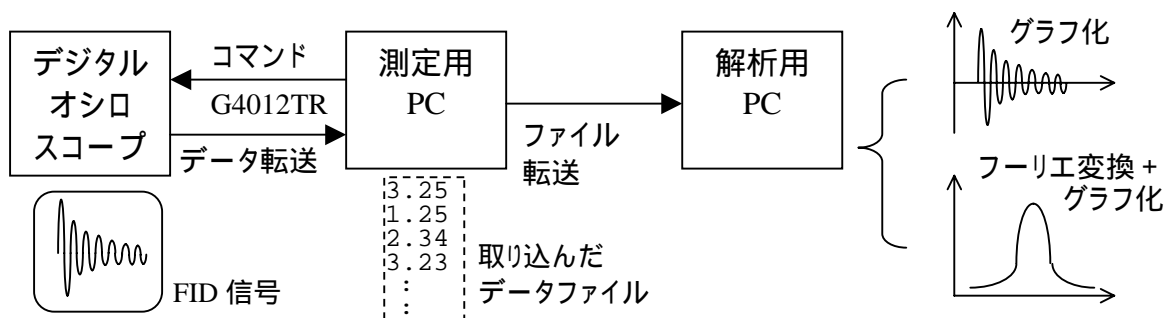 デジタル
オシロ
スコープ
コマンド
G4012TR
データ転送
測定用
PC
ファイル
転送
解析用
PC
グラフ化
フーリエ変換 +
グラフ化
FID 信号
3.25
1.25
2.34
3.23
:
:
取り込んだ
データファイル